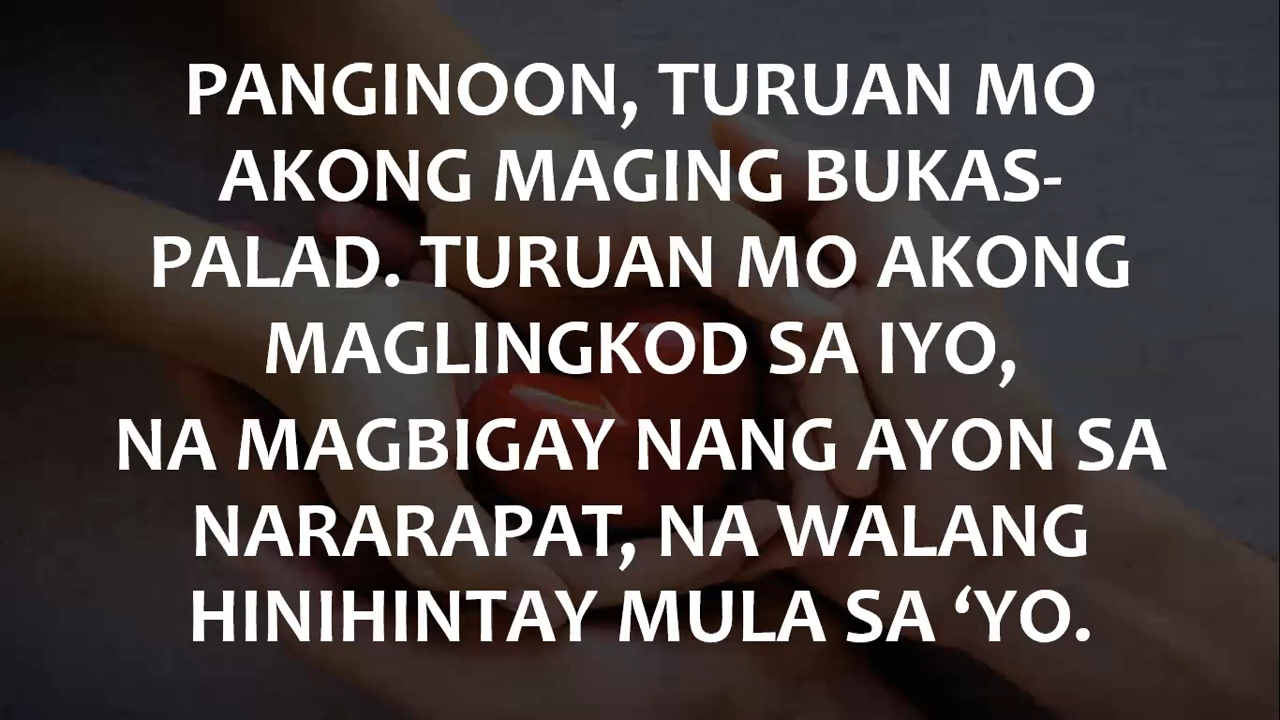 PANGINOON, TURUAN MO
AKONG MAGING BUKAS-
PALAD. TURUAN MO AKONG
MAGLINGKOD SA IYO,
NA MAGBIGAY NANG AYON SA
NARARAPAT, NA WALANG
HINIHINTAY MULA SA ‘YO.